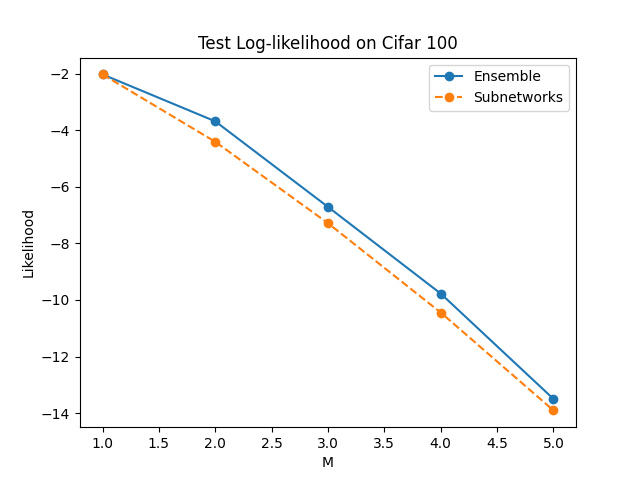 Test Log-likelihood on Cifar 100
Ensemble
Subnetworks
Likelihood
−2
−4
−6
−8
−10
−12
−14
1.0 1.5 2.0 2.5 3.0 3.5 4.0 4.5 5.0
M